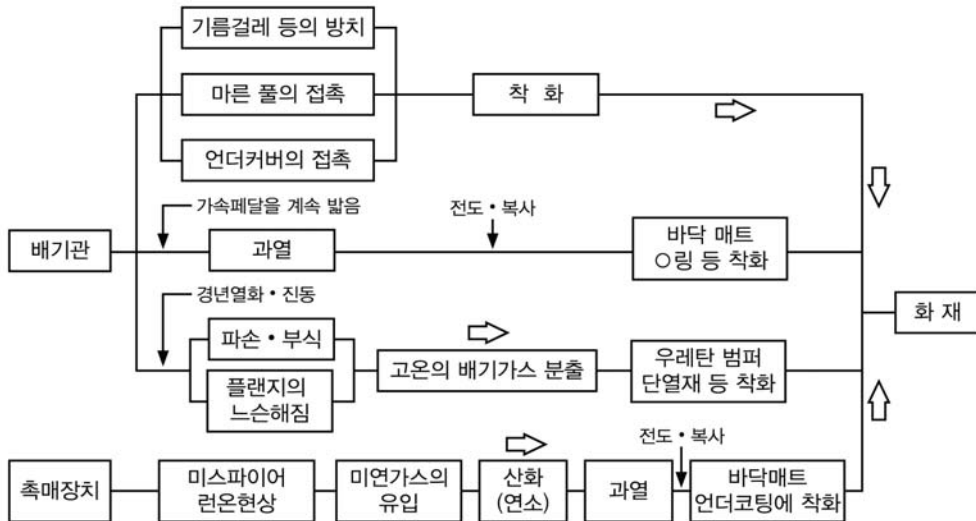 기름걸레 등의 방치
마른 풀의 접촉
착 화
언더커버의 접촉
가속페달을 계속 밟음
전도・복사
배기관
과열
바닥 매트
○링 등 착화
경년열화・진동
화 재
파손・부식
고온의 배기가스 분출
우레탄 범퍼
단열재 등 착화
플랜지의
느슨해짐
전도・복사
촉매장치
미스파이어
런온현상
미연가스의
유입
산화
(연소)
과열
바닥매트
언더코팅에 착화